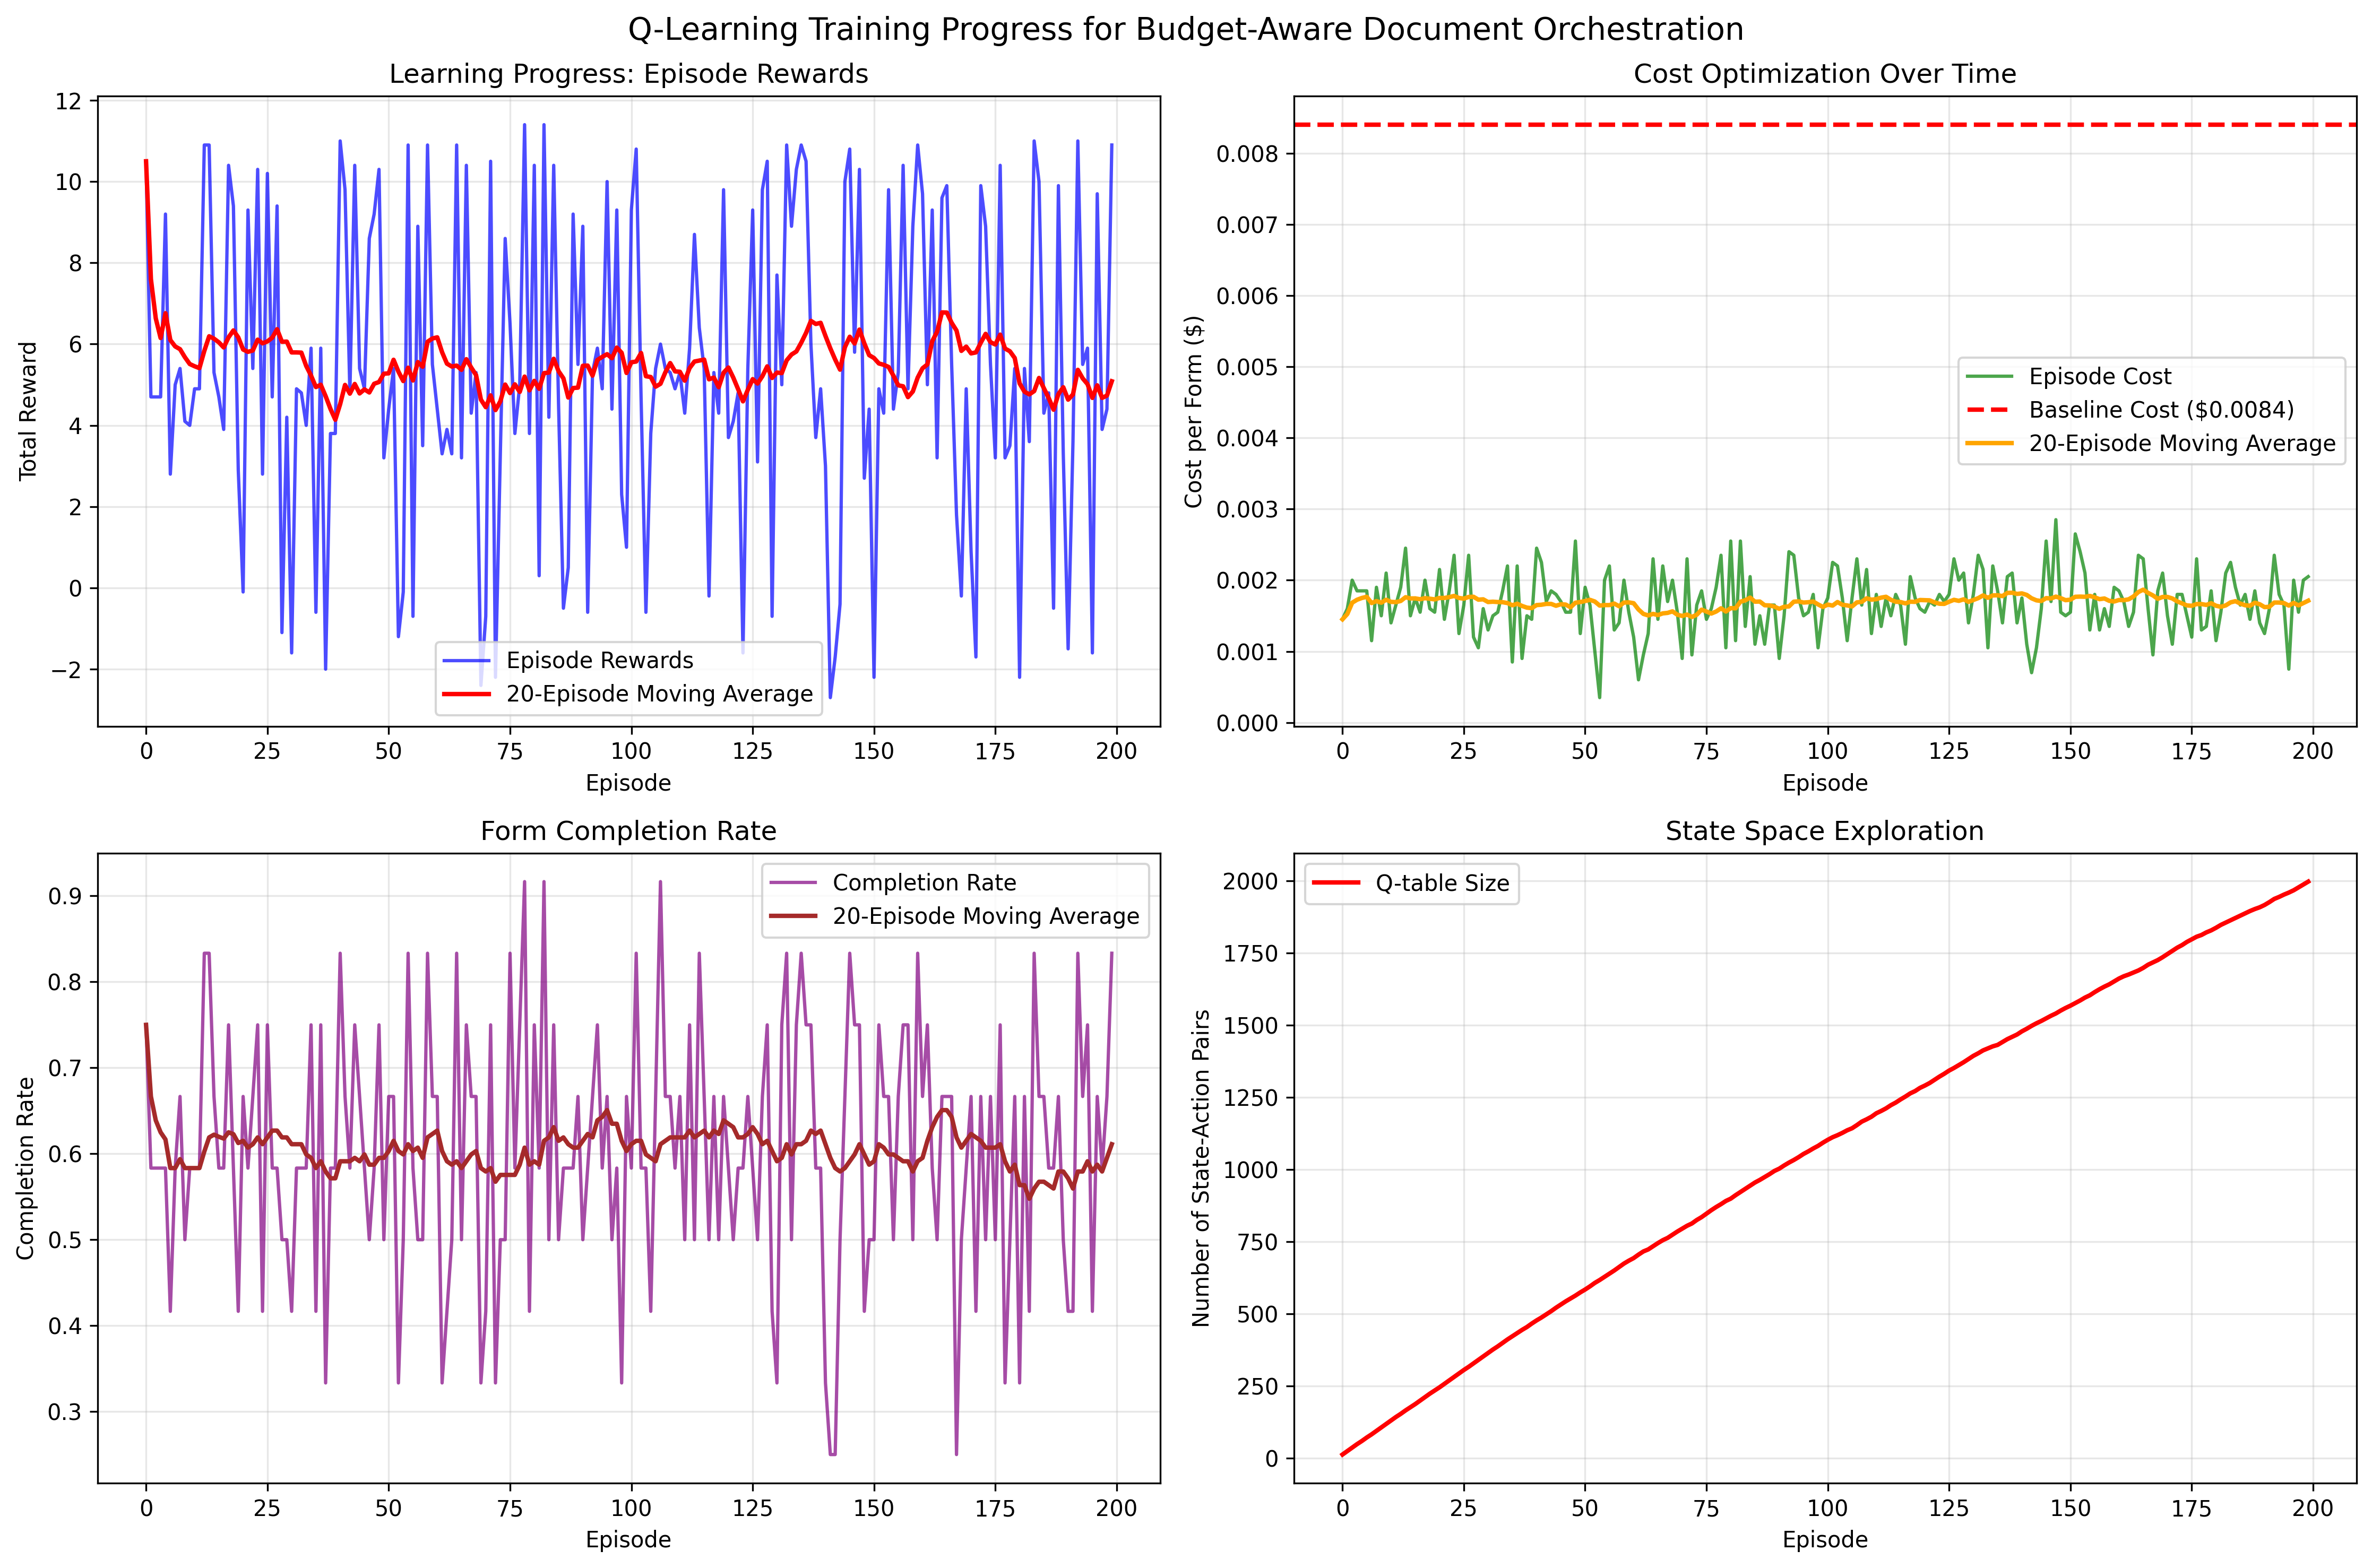 Q-Learning Training Progress for Budget-Aware Document Orchestration
Learning Progress: Episode Rewards
12
10
8
6
4
2
0
−2
Total Reward
Episode Rewards
20-Episode Moving Average
0 25 50 75 100 125 150 175 200
Episode
Cost Optimization Over Time
0.008
0.007
0.006
0.005
0.004
0.003
0.002
0.001
0.000
Cost per Form ($)
Episode Cost
Baseline Cost ($0.0084)
20-Episode Moving Average
0 25 50 75 100 125 150 175 200
Episode
Form Completion Rate
0.9
0.8
0.7
0.6
0.5
0.4
0.3
Completion Rate
Completion Rate
20-Episode Moving Average
0 25 50 75 100 125 150 175 200
Episode
State Space Exploration
2000
1750
1500
1250
1000
750
500
250
0
Number of State-Action Pairs
Q-table Size
0 25 50 75 100 125 150 175 200
Episode